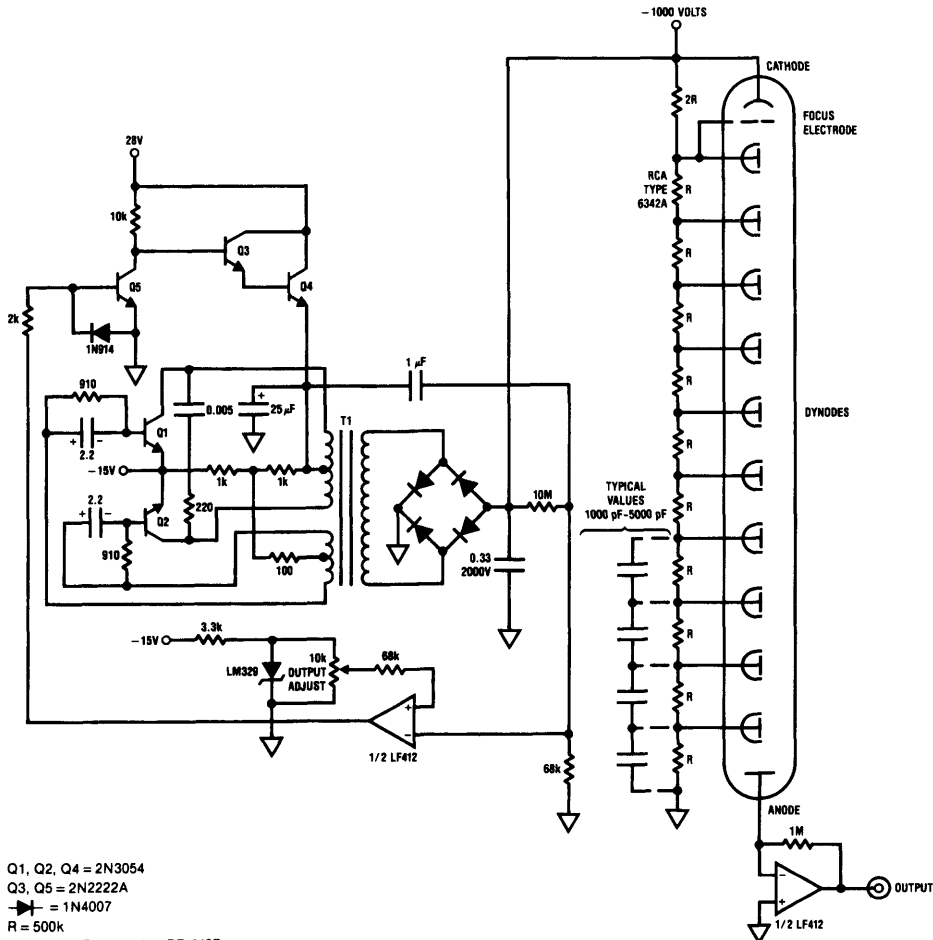 − 1000 VOLTS
CATHODE
2R
FOCUS
ELECTRODE
28V
RCA
TYPE
6342A
R
10k
Q3
R
Q5
Q4
2k
R
1N914
1 µF
R
910
0.005
+
25 µF
T1
R
DYNODES
Q1
+ −
2.2
−15V
1k
1k
R
TYPICAL
VALUES
1000 pF–5000 pF
10M
2.2
+ −
220
Q2
R
910
100
0.33
2000V
R
3.3k
−15V
R
LM329
10k
OUTPUT
ADJUST
68k
R
+
−
1/2 LF412
68k
R
ANODE
1M
Q1, Q2, Q4 = 2N3054
Q3, Q5 = 2N2222A
= 1N4007
R = 500k
−
+
OUTPUT
1/2 LF412